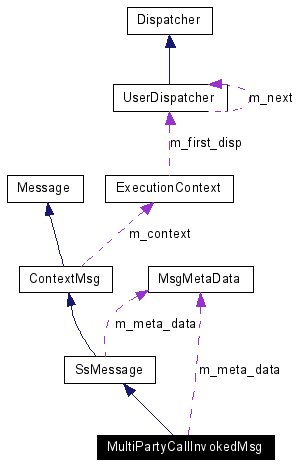 Dispatcher
UserDispatcher
m_next
m_first_disp
Message
ExecutionContext
m_context
ContextMsg
MsgMetaData
m_meta_data
SsMessage
m_meta_data
MultiPartyCallInvokedMsg